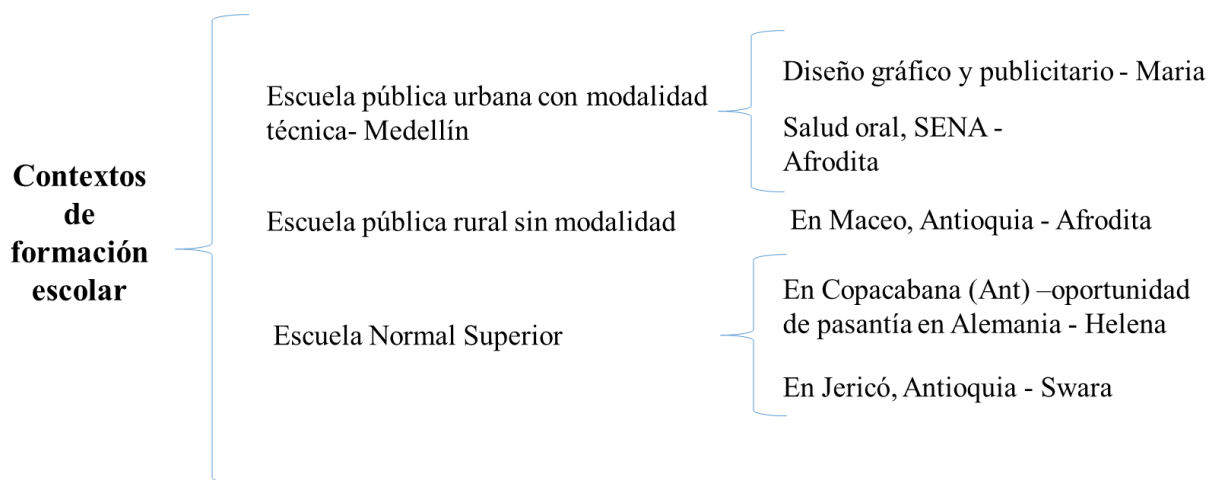 Contextos
de
formación
escolar
Escuela pública urbana con modalidad
técnica- Medellín
Diseño gráfico y publicitario - Maria
Salud oral, SENA -
Afrodita
Escuela pública rural sin modalidad
En Maceo, Antioquia - Afrodita
Escuela Normal Superior
En Copacabana (Ant) –oportunidad
de pasantía en Alemania - Helena
En Jericó, Antioquia - Swara